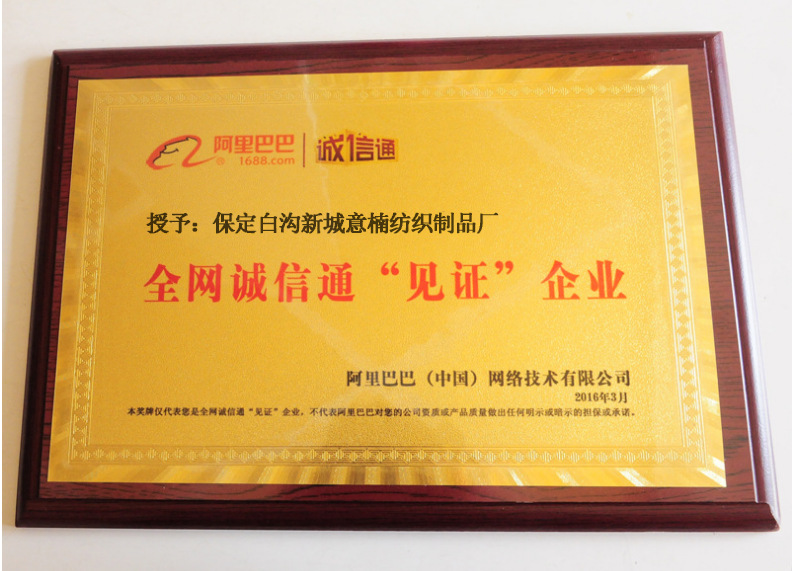 阿里巴巴 诚信通
® 1688.com
授予：保定白沟新城意楠纺织制品厂
全网诚信通“见证”企业
阿里巴巴（中国）网络技术有限公司
2016年3月
本奖牌仅代表您是全网诚信通“见证”企业，不代表阿里巴巴对您的公司资质或产品质量做出任何明示或暗示的担保或承诺。